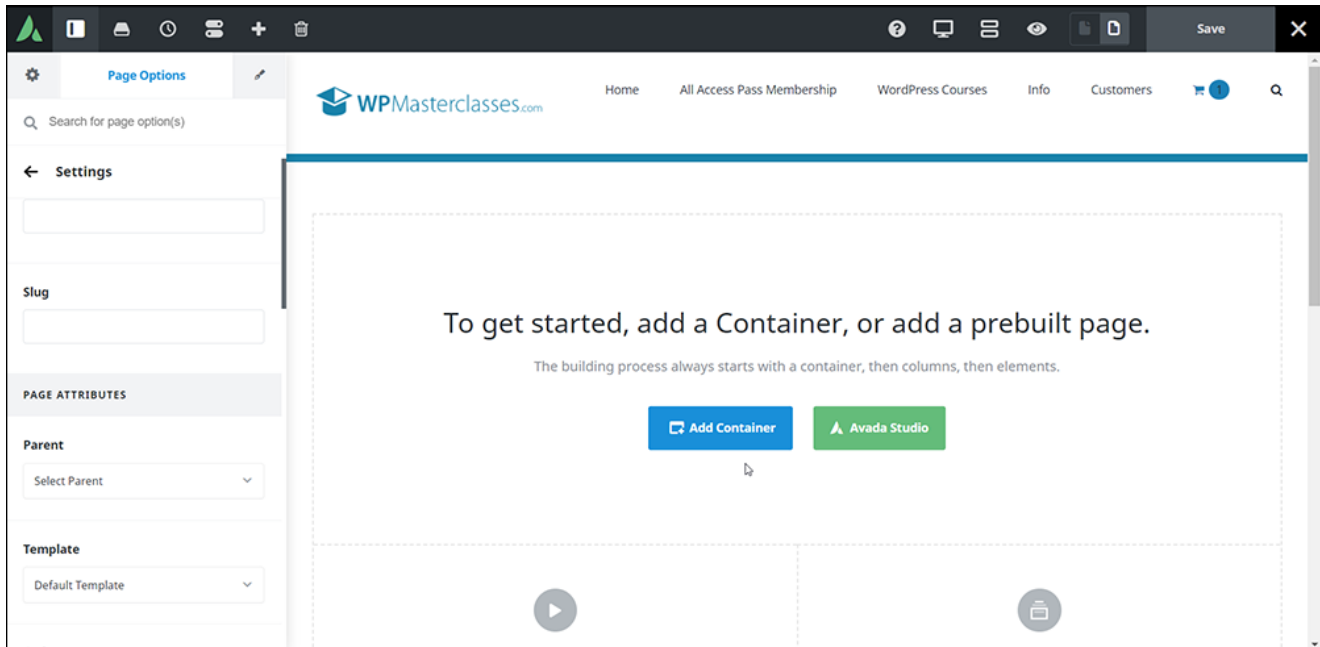 Save
Page Options
Search for page option(s)
Settings
Slug
PAGE ATTRIBUTES
Parent
Select Parent
Template
Default Template
WPMasterclasses.com
Home All Access Pass Membership WordPress Courses Info Customers 1
To get started, add a Container, or add a prebuilt page.
The building process always starts with a container, then columns, then elements.
Add Container Avada Studio